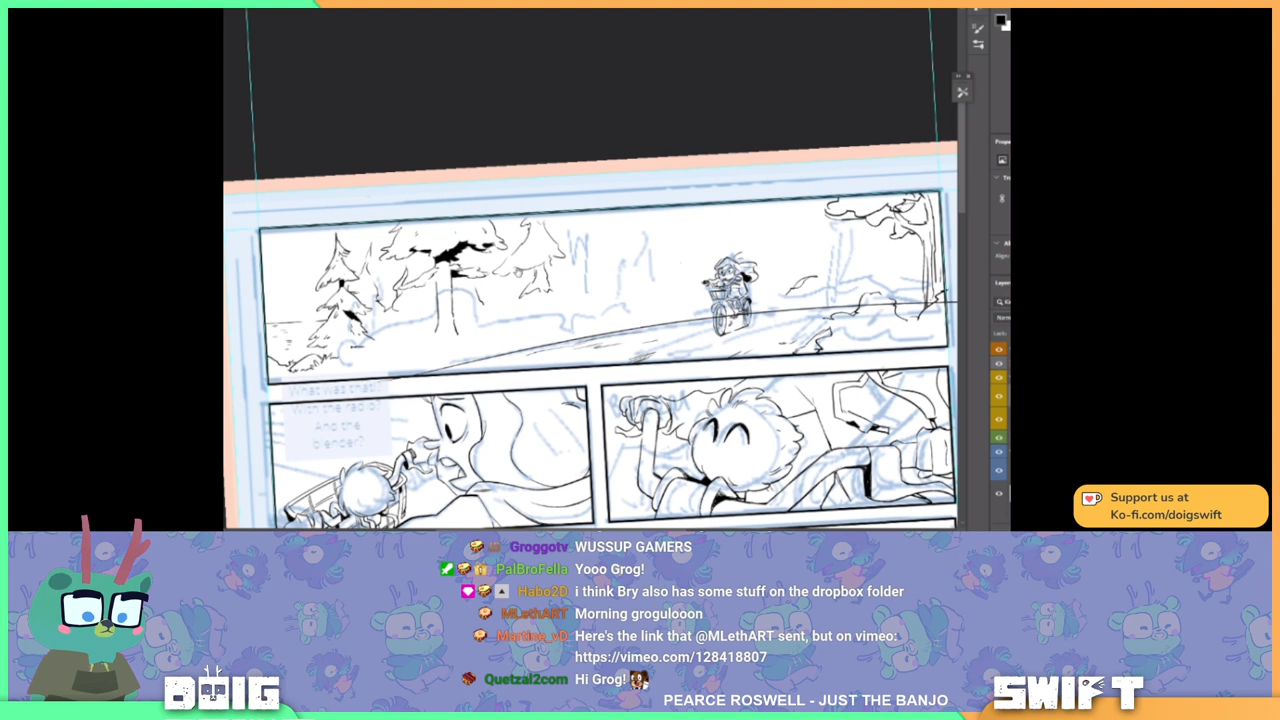 What was that?
With the radio?
And the
blender?
Support us at
Ko-fi.com/doigswift
Groggotv WUSSUP GAMERS
PalBroFella Yooo Grog!
Habo2D i think Bry also has some stuff on the dropbox folder
MLethART Morning grogulooon
Martine_vD Here's the link that @MLethART sent, but on vimeo:
https://vimeo.com/128418807
Quetzal2com Hi Grog!
PEARCE ROSWELL - JUST THE BANJO
DOIG
SWIFT